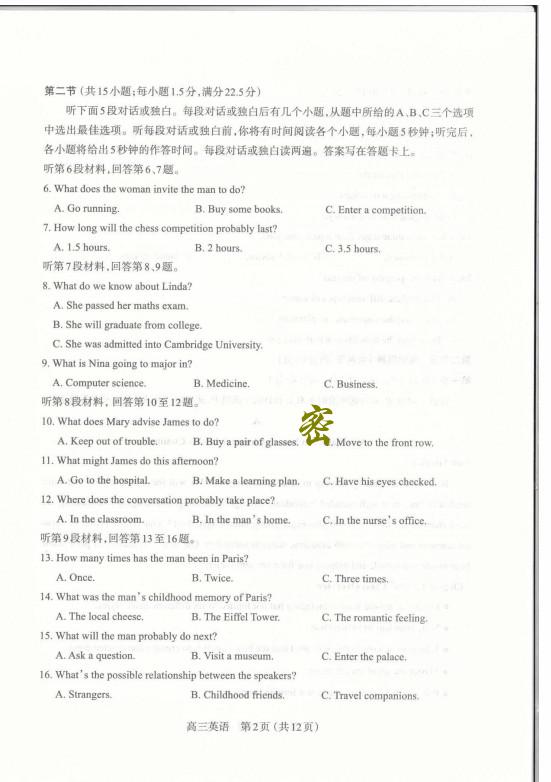 第二节 (共15小题;每小题1.5分,满分22.5分)
听下面5段对话或独白。每段对话或独白后有几个小题,从题中所给的A、B、C三个选项
中选出最佳选项。听每段对话或独白前,你将有时间阅读各个小题,每小题5秒钟;听完后,
各小题将给出5秒钟的作答时间。每段对话或独白读两遍。答案写在答题卡上。
听第6段材料,回答第6、7题。
6. What does the woman invite the man to do?
A. Go running. B. Buy some books. C. Enter a competition.
7. How long will the chess competition probably last?
A. 1.5 hours. B. 2 hours. C. 3.5 hours.
听第7段材料,回答第8、9题。
8. What do we know about Linda?
A. She passed her maths exam.
B. She will graduate from college.
C. She was admitted into Cambridge University.
9. What is Nina going to major in?
A. Computer science. B. Medicine. C. Business.
听第8段材料,回答第10至12题。
10. What does Mary advise James to do?
A. Keep out of trouble. B. Buy a pair of glasses. 密 Move to the front row.
11. What might James do this afternoon?
A. Go to the hospital. B. Make a learning plan. C. Have his eyes checked.
12. Where does the conversation probably take place?
A. In the classroom. B. In the man's home. C. In the nurse's office.
听第9段材料,回答第13至16题。
13. How many times has the man been in Paris?
A. Once. B. Twice. C. Three times.
14. What was the man's childhood memory of Paris?
A. The local cheese. B. The Eiffel Tower. C. The romantic feeling.
15. What will the man probably do next?
A. Ask a question. B. Visit a museum. C. Enter the palace.
16. What's the possible relationship between the speakers?
A. Strangers. B. Childhood friends. C. Travel companions.
高三英语 第2页(共12页)